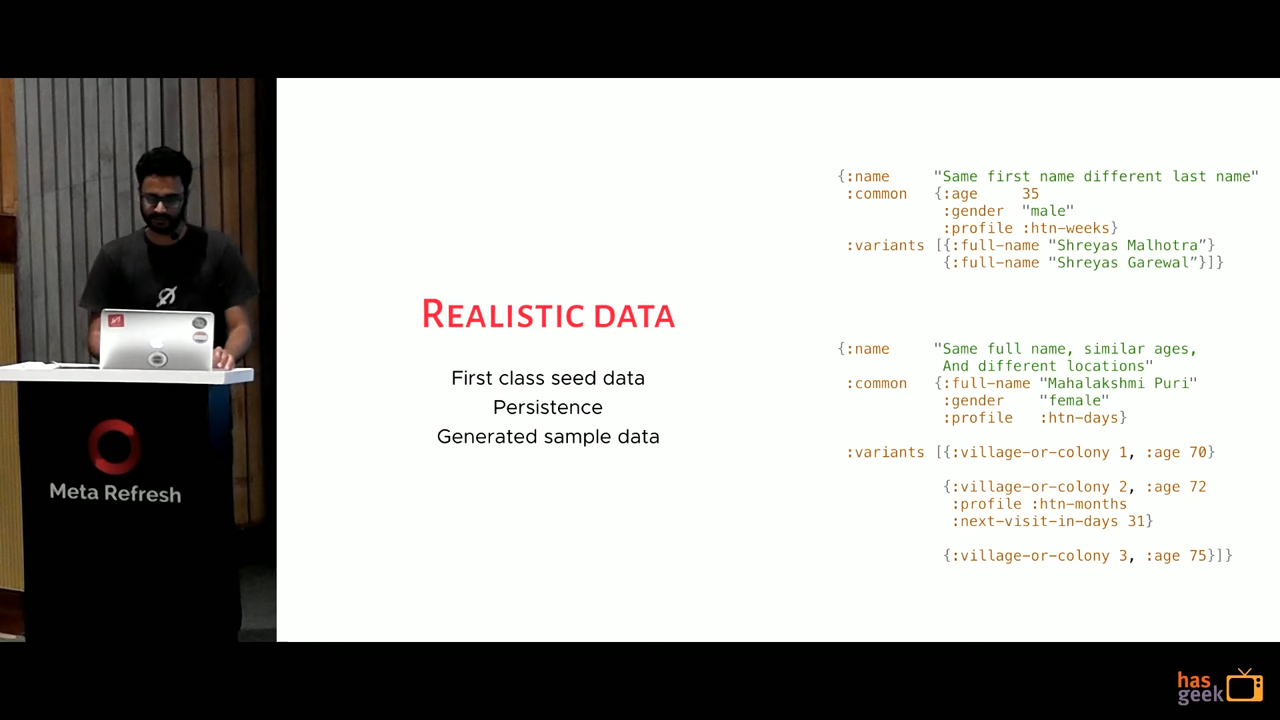 REALISTIC DATA
First class seed data
Persistence
Generated sample data
{:name "Same first name different last name"
:common {:age 35
:gender "male"
:profile :htn-weeks}
:variants [{:full-name "Shreyas Malhotra”}
{:full-name "Shreyas Garewal”}]}
{:name "Same full name, similar ages,
And different locations"
:common {:full-name "Mahalakshmi Puri"
:gender "female"
:profile :htn-days}
:variants [{:village-or-colony 1, :age 70}
{:village-or-colony 2, :age 72
:profile :htn-months
:next-visit-in-days 31}
{:village-or-colony 3, :age 75}]}
Meta Refresh
has
geek